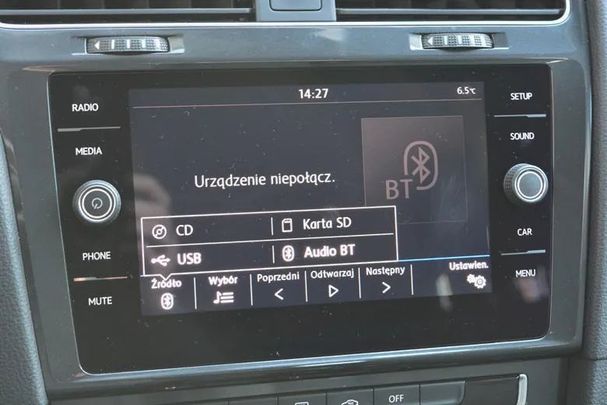 14:27 6.5°C
RADIO
SETUP
MEDIA
SOUND
Urządzenie niepołącz.
BT
CD Karta SD
USB Audio BT
PHONE
CAR
MUTE
MENU
Źródło Wybór Poprzedni Odtwarzaj Następny Ustawien.
OFF